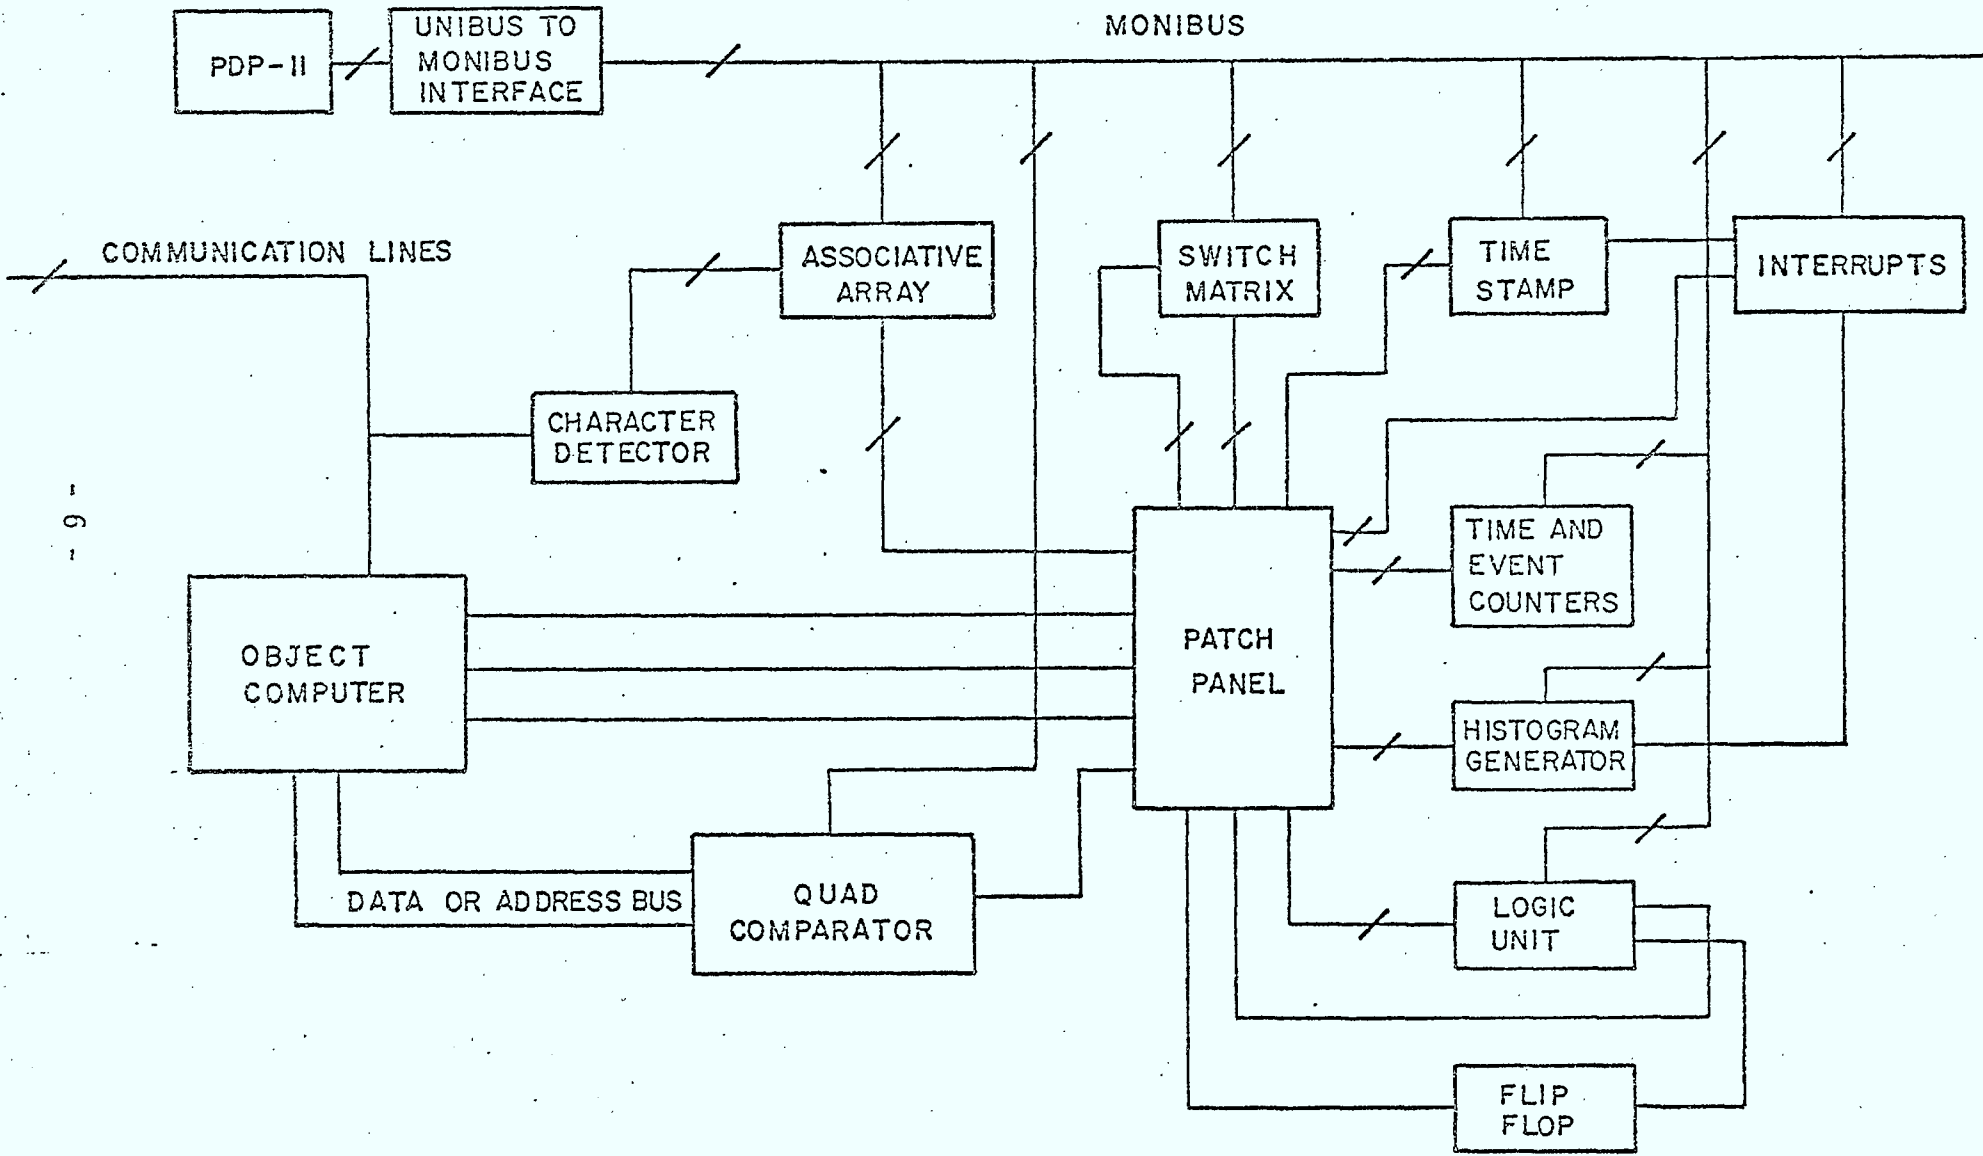 MONIBUS
PDP-11
UNIBUS TO
MONIBUS
INTERFACE
COMMUNICATION LINES
ASSOCIATIVE
ARRAY
SWITCH
MATRIX
TIME
STAMP
INTERRUPTS
CHARACTER
DETECTOR
- 9 -
TIME AND
EVENT
COUNTERS
OBJECT
COMPUTER
PATCH
PANEL
HISTOGRAM
GENERATOR
DATA OR ADDRESS BUS
QUAD
COMPARATOR
LOGIC
UNIT
FLIP
FLOP